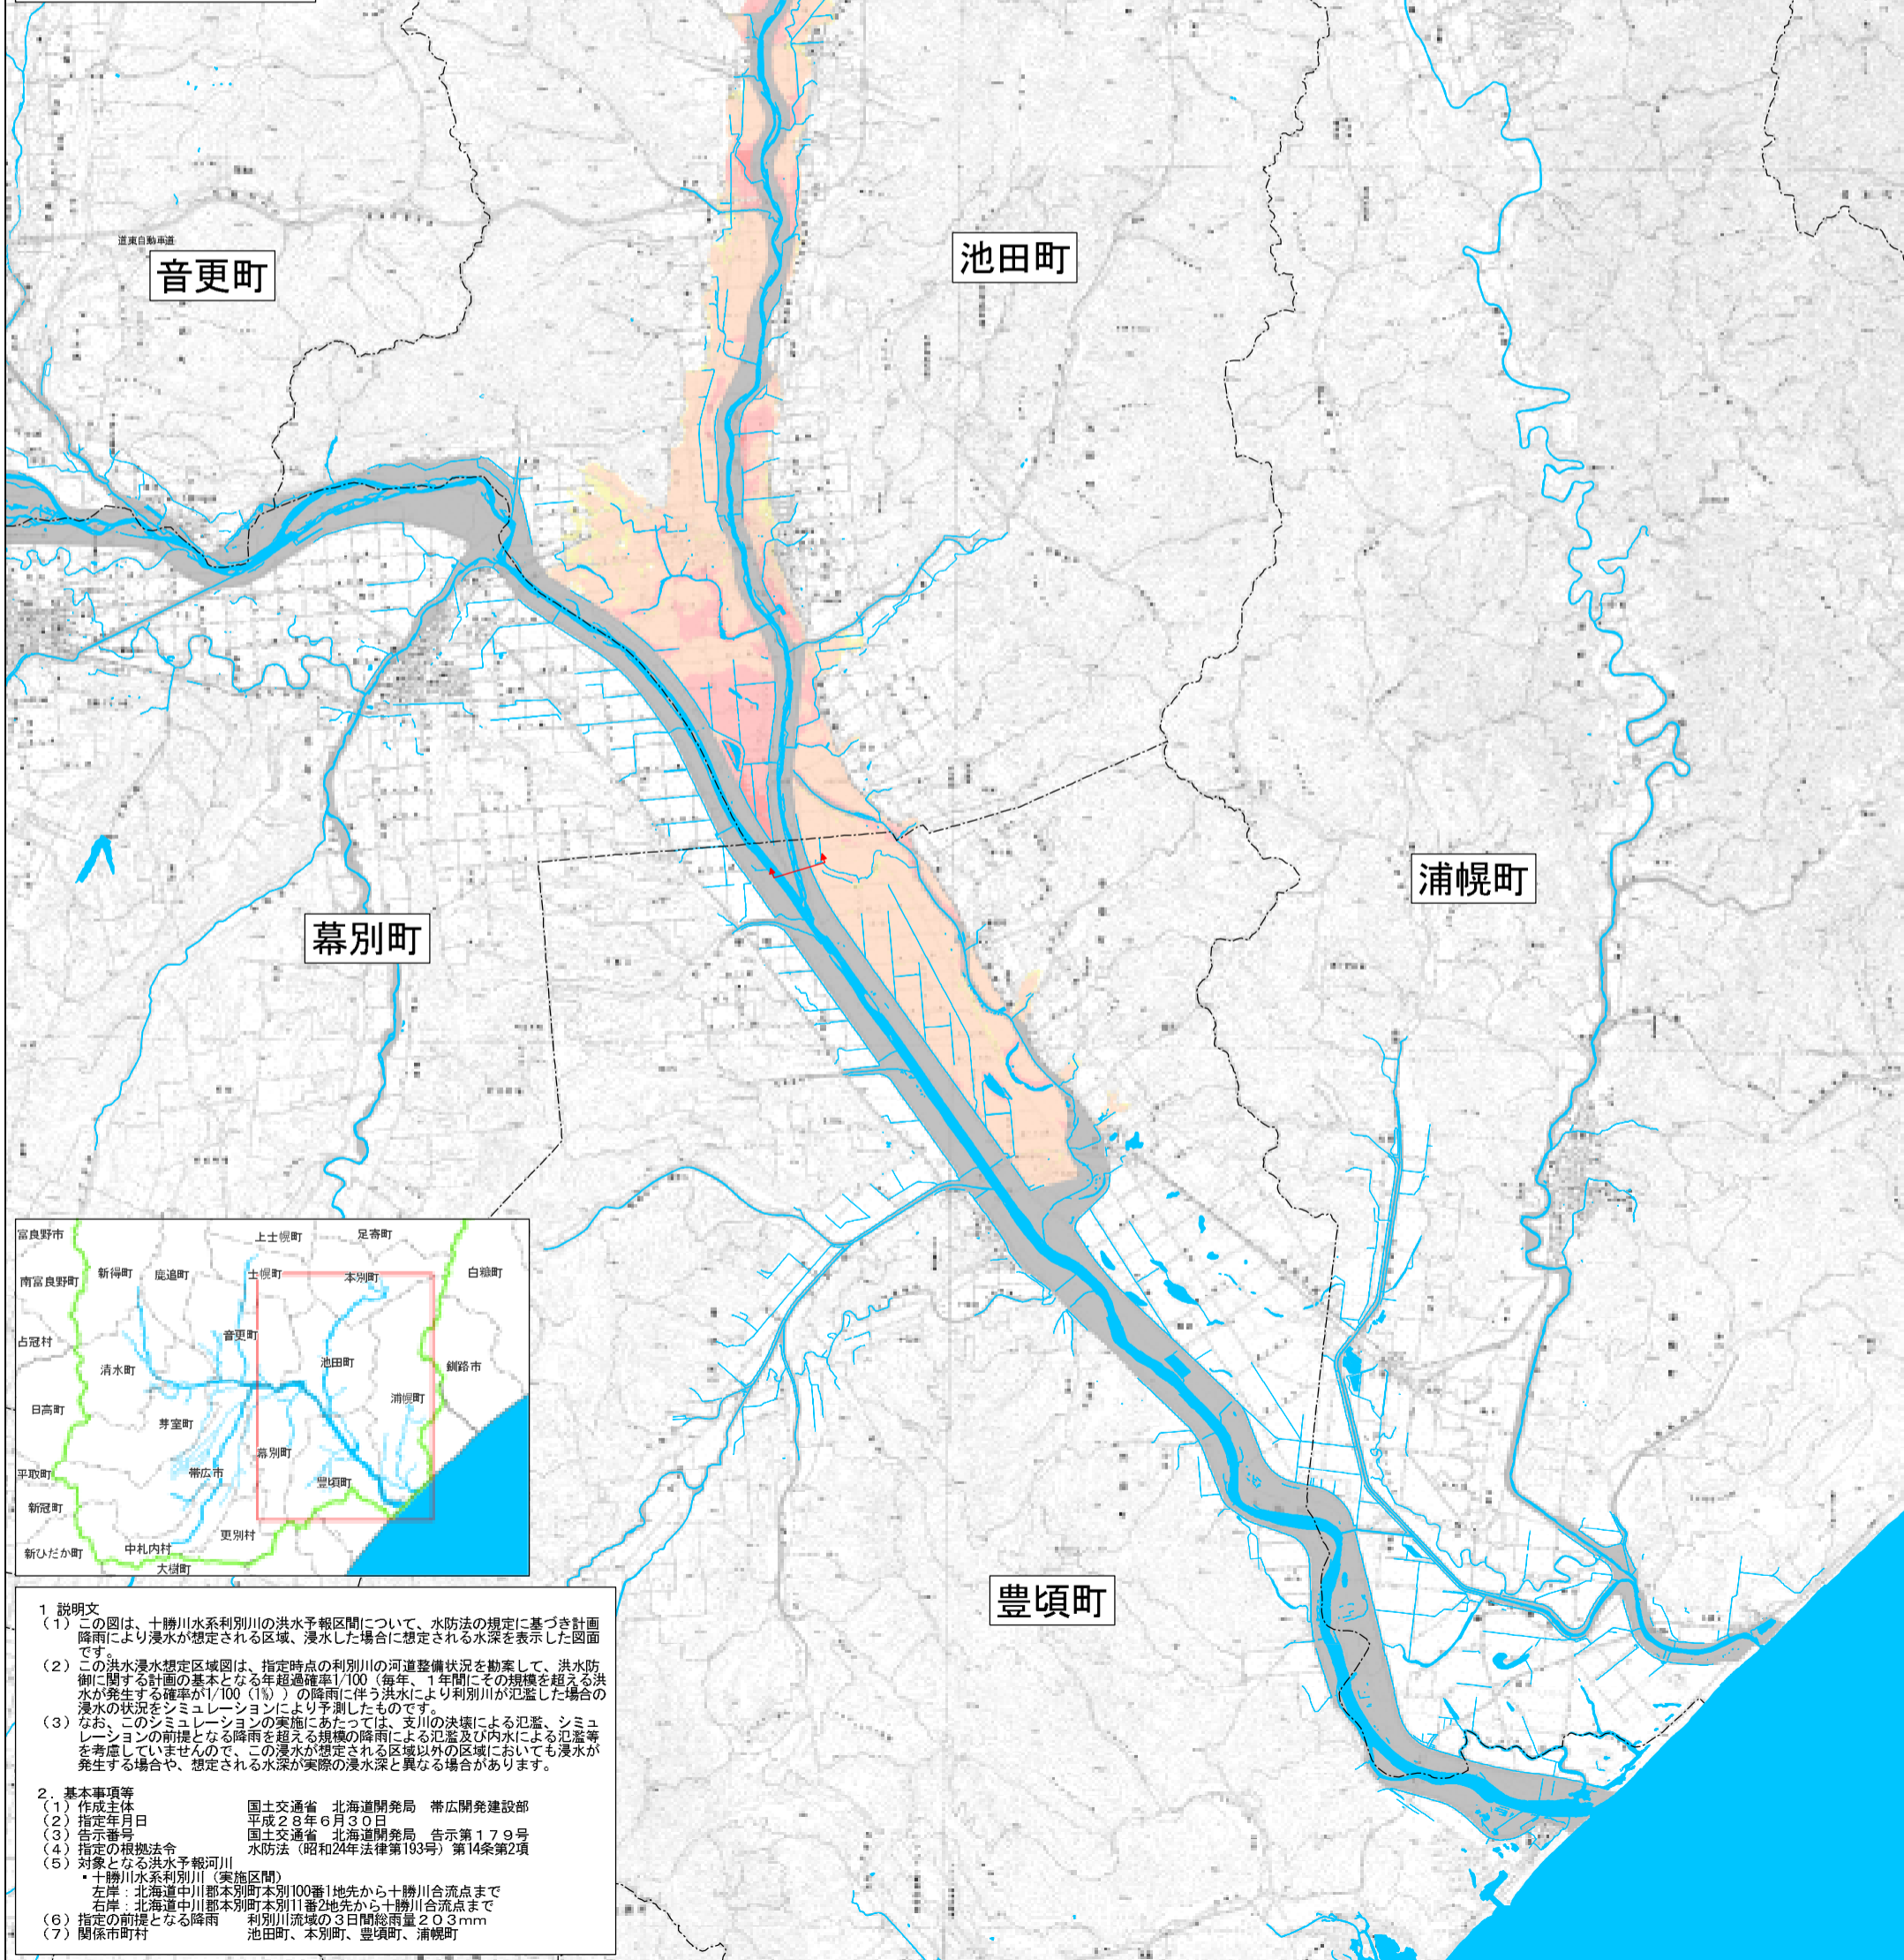 道東自動車道
音更町
池田町
浦幌町
幕別町
豊頃町
富良野市
上士幌町
足寄町
南富良野町
新得町
鹿追町
士幌町
本別町
白糠町
占冠村
音更町
清水町
池田町
釧路市
日高町
芽室町
浦幌町
幕別町
平取町
帯広市
豊頃町
新冠町
更別村
新ひだか町
中札内村
大樹町
1 説明文
(1)この図は、十勝川水系利別川の洪水予報区間について、水防法の規定に基づき計画
降雨により浸水が想定される区域、浸水した場合に想定される水深を表示した図面
です。
(2)この洪水浸水想定区域図は、指定時点の利別川の河道整備状況を勘案して、洪水防
御に関する計画の基本となる年超過確率1/100(毎年、1年間にその規模を超える洪
水が発生する確率が1/100(1%))の降雨に伴う洪水により利別川が氾濫した場合の
浸水の状況をシミュレーションにより予測したものです。
(3)なお、このシミュレーションの実施にあたっては、支川の決壊による氾濫、シミュ
レーションの前提となる降雨を超える規模の降雨による氾濫及び内水による氾濫等
を考慮していませんので、この浸水が想定される区域以外の区域においても浸水が
発生する場合や、想定される水深が実際の浸水深と異なる場合があります。
2.基本事項等
(1)作成主体 国土交通省 北海道開発局 帯広開発建設部
(2)指定年月日 平成28年6月30日
(3)告示番号 国土交通省 北海道開発局 告示第179号
(4)指定の根拠法令 水防法(昭和24年法律第193号)第14条第2項
(5)対象となる洪水予報河川
・十勝川水系利別川(実施区間)
左岸:北海道中川郡本別町本別100番1地先から十勝川合流点まで
右岸:北海道中川郡本別町本別11番2地先から十勝川合流点まで
(6)指定の前提となる降雨 利別川流域の3日間総雨量203mm
(7)関係市町村 池田町、本別町、豊頃町、浦幌町